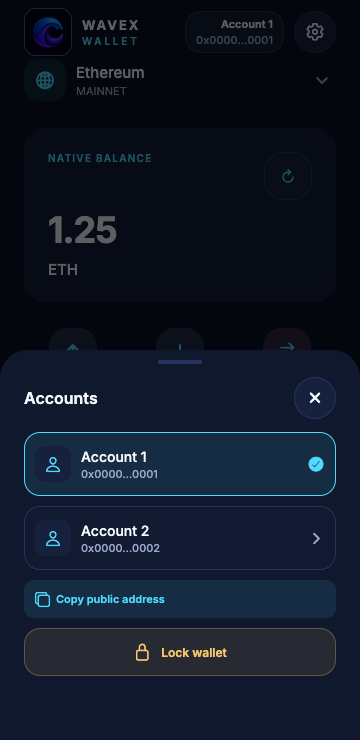 WAVEX
WALLET
Account 1
0x0000...0001
Ethereum
MAINNET
NATIVE BALANCE
1.25
ETH
Accounts
Account 1
0x0000...0001
Account 2
0x0000...0002
Copy public address
Lock wallet